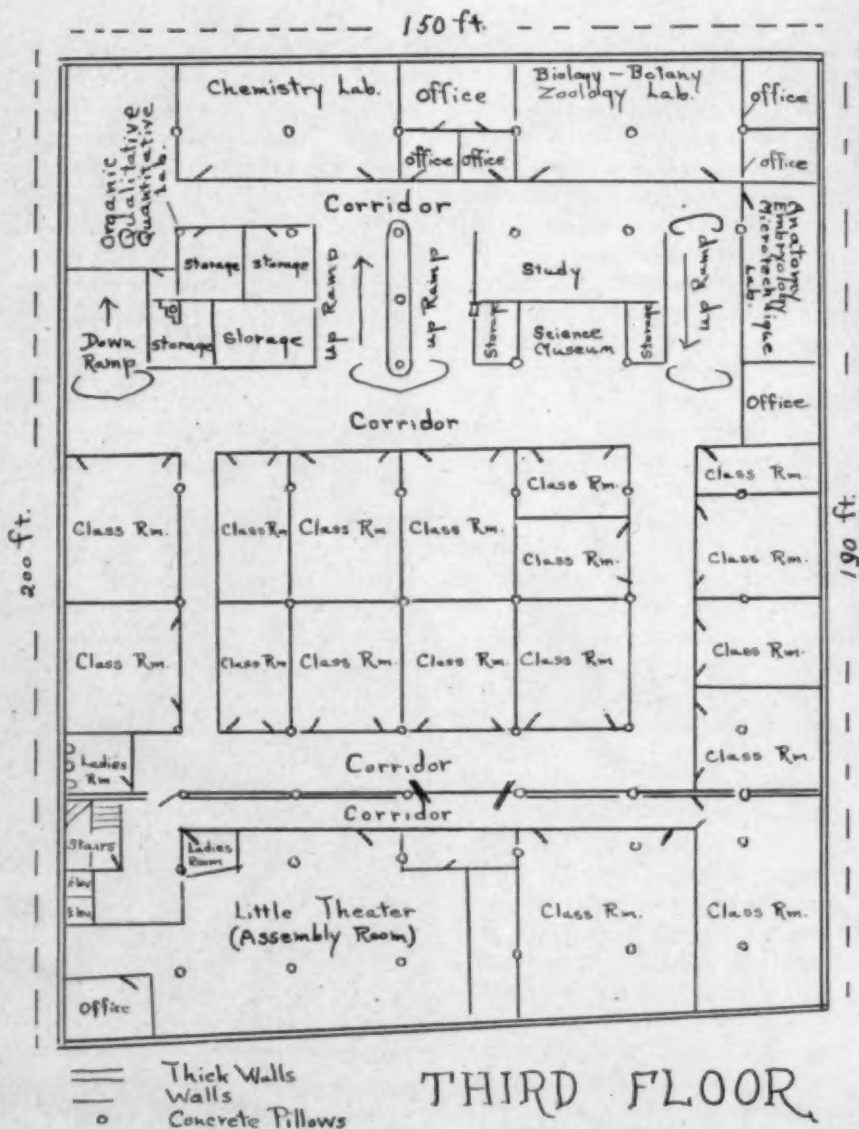 150 ft.
200 ft.
190 ft.
Chemistry Lab.
Office
Office
Office
Biology - Botany
Zoology Lab.
Office
Office
Organic
Qualitative
Quantitative
Lab.
Corridor
Anatomy
Embryology
Microtechnique
Lab.
Storage
Storage
Storage
Storage
Down
Ramp
Up Ramp
Up Ramp
Study
Storage
Science
Museum
Storage
Up Ramp
Office
Corridor
Class Rm.
Class Rm
Class Rm.
Class Rm.
Class Rm.
Class Rm.
Class Rm.
Class Rm.
Class Rm.
Class Rm
Class Rm.
Class Rm.
Class Rm.
Class Rm.
Class Rm.
Ladies
Rm
Corridor
Corridor
Stairs
Elev
Elev
Ladies
Room
Little Theater
(Assembly Room)
Class Rm.
Class Rm.
Office
Thick Walls
Walls
Concrete Pillows
THIRD FLOOR